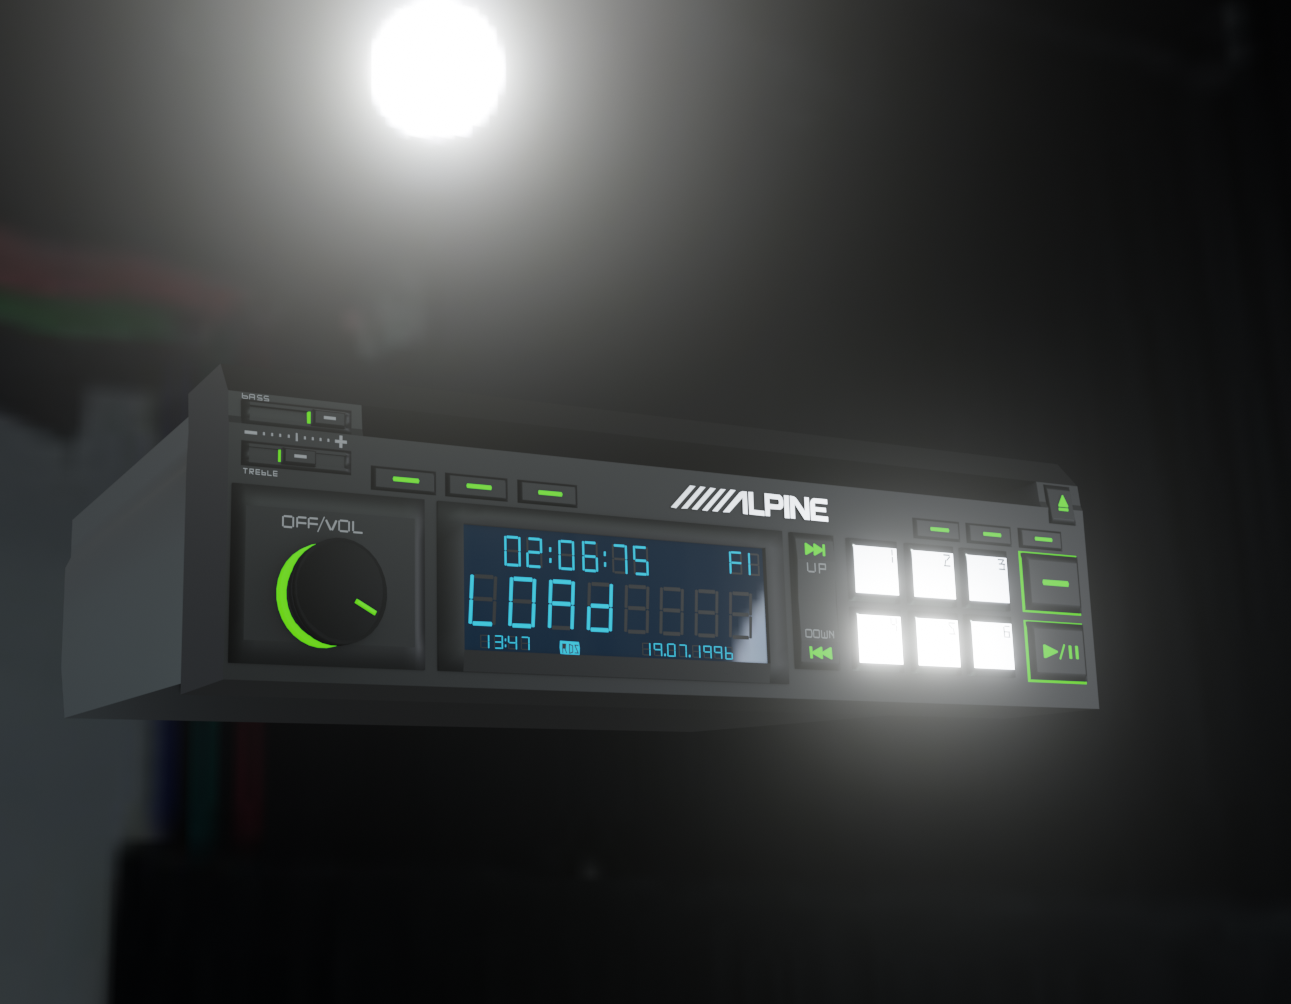 bASS
TREbLE
OFF/VOL
ALPINE
02:06:75 F1
LOAd
13:47 RDS 19.07.1996
UP
DOWN
1 2 3
6